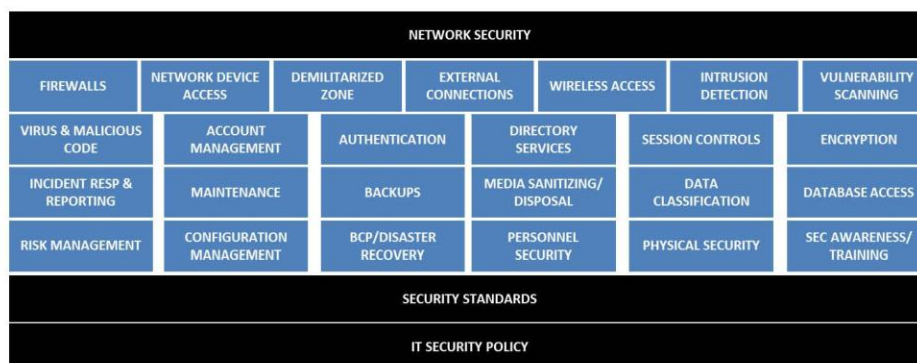 NETWORK SECURITY
FIREWALLS
NETWORK DEVICE
ACCESS
DEMILITARIZED
ZONE
EXTERNAL
CONNECTIONS
WIRELESS ACCESS
INTRUSION
DETECTION
VULNERABILITY
SCANNING
VIRUS & MALICIOUS
CODE
ACCOUNT
MANAGEMENT
AUTHENTICATION
DIRECTORY
SERVICES
SESSION CONTROLS
ENCRYPTION
INCIDENT RESP &
REPORTING
MAINTENANCE
BACKUPS
MEDIA SANITIZING/
DISPOSAL
DATA
CLASSIFICATION
DATABASE ACCESS
RISK MANAGEMENT
CONFIGURATION
MANAGEMENT
BCP/DISASTER
RECOVERY
PERSONNEL
SECURITY
PHYSICAL SECURITY
SEC AWARENESS/
TRAINING
SECURITY STANDARDS
IT SECURITY POLICY